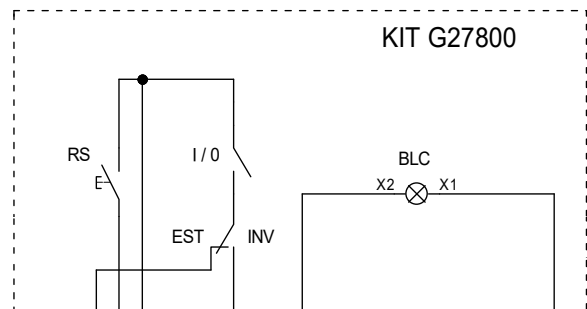 KIT G27800
RS
I / 0
BLC
X2
X1
EST
INV